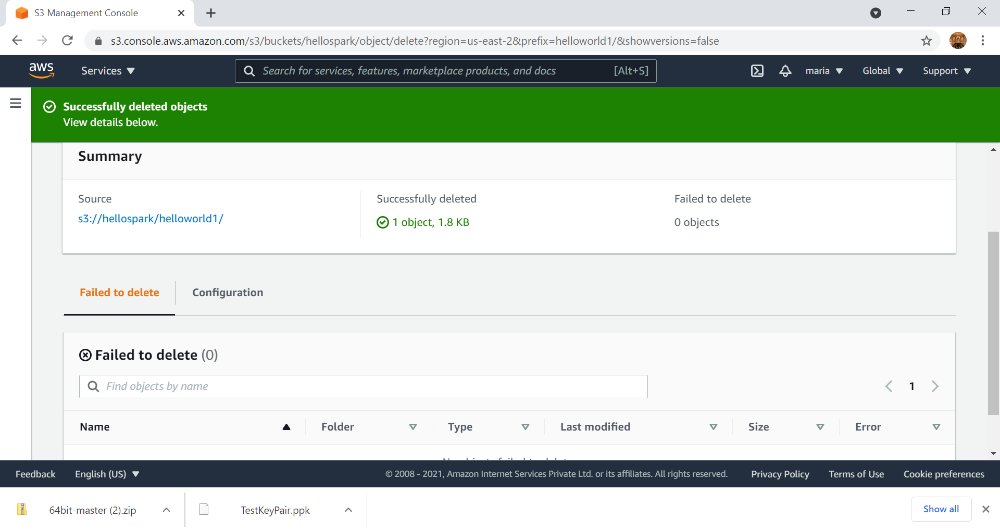 S3 Management Console
s3.console.aws.amazon.com/s3/buckets/hellospark/object/delete?region=us-east-2&prefix=helloworld1/&showversions=false
aws
Services
Search for services, features, marketplace products, and docs
[Alt+S]
maria
Global
Support
Successfully deleted objects
View details below.
Summary
Source
Successfully deleted
Failed to delete
s3://hellospark/helloworld1/
1 object, 1.8 KB
0 objects
Failed to delete
Configuration
Failed to delete (0)
Find objects by name
1
Name
Folder
Type
Last modified
Size
Error
Feedback
English (US)
© 2008 - 2021, Amazon Internet Services Private Ltd. or its affiliates. All rights reserved.
Privacy Policy
Terms of Use
Cookie preferences
64bit-master (2).zip
TestKeyPair.ppk
Show all